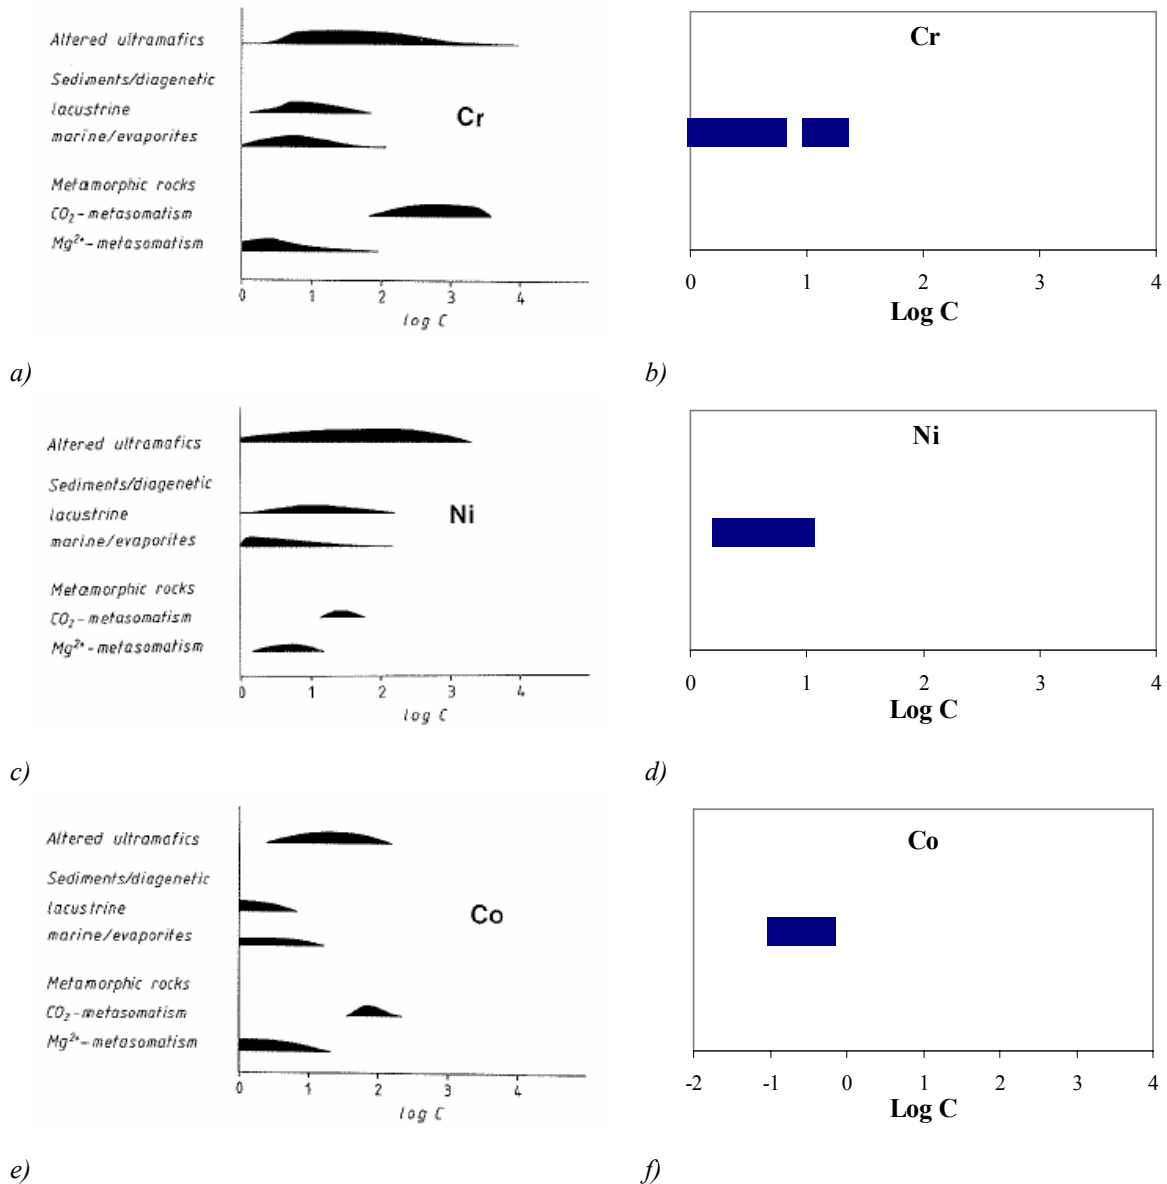 Altered ultramafics
Sediments/diagenetic
lacustrine
marine/evaporites
Metamorphic rocks
CO₂-metasomatism
Mg²⁺-metasomatism
Cr
0 1 2 3 4
log C
a)
Cr
0 1 2 3 4
Log C
b)
Altered ultramafics
Sediments/diagenetic
lacustrine
marine/evaporites
Metamorphic rocks
CO₂-metasomatism
Mg²⁺-metasomatism
Ni
0 1 2 3 4
log C
c)
Ni
0 1 2 3 4
Log C
d)
Altered ultramafics
Sediments/diagenetic
lacustrine
marine/evaporites
Metamorphic rocks
CO₂-metasomatism
Mg²⁺-metasomatism
Co
0 1 2 3 4
log C
e)
Co
-2 -1 0 1 2 3 4
Log C
f)